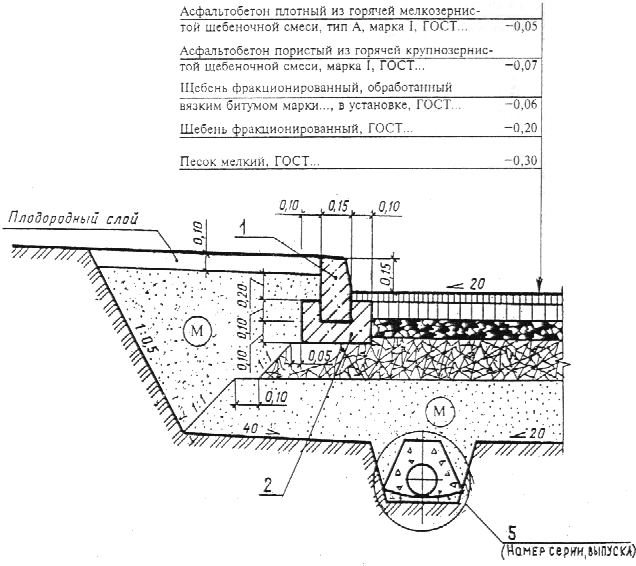 Асфальтобетон плотный из горячей мелкозернис-
той щебеночной смеси, тип А, марка I, ГОСТ... −0,05
Асфальтобетон пористый из горячей крупнозернис-
той щебеночной смеси, марка I, ГОСТ... −0,07
Щебень фракционированный, обработанный
вязким битумом марки..., в установке, ГОСТ... −0,06
Щебень фракционированный, ГОСТ... −0,20
Песок мелкий, ГОСТ... −0,30
0,10 0,15 0,10
Плодородный слой
0,10
1
0,15
20
0,20
М
0,10
1:0,5
0,10
1:1
0,05
1:1
0,10
М
40
20
2
5
(Номер серии, выпуска)